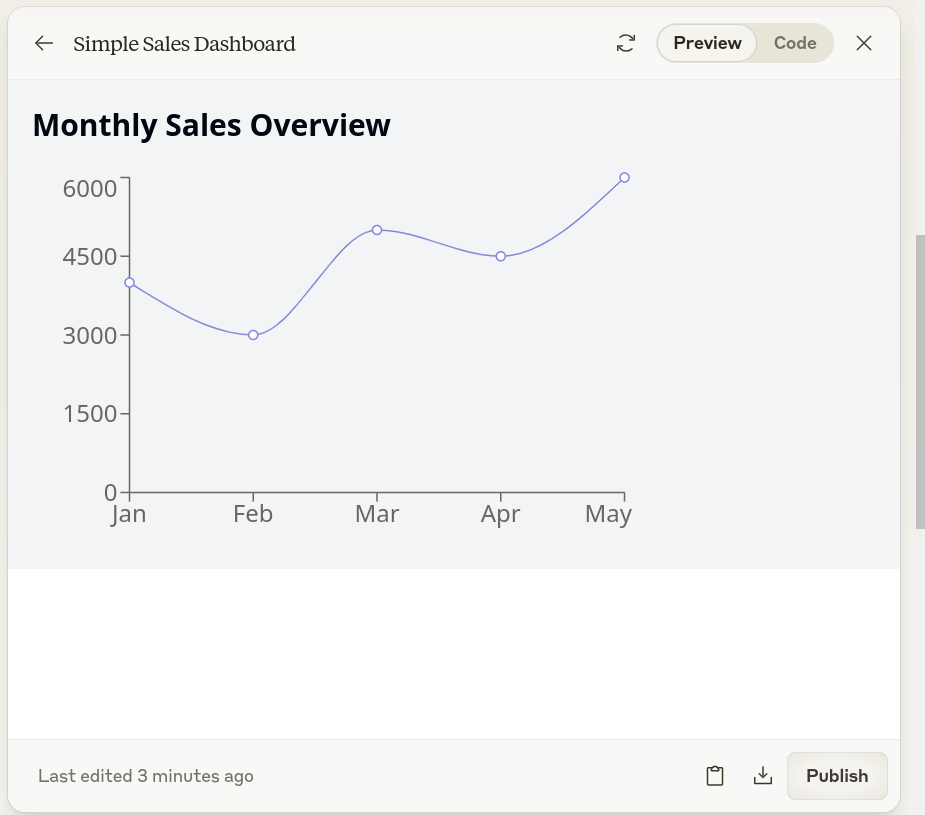 Simple Sales Dashboard
Preview
Code
Monthly Sales Overview
6000
4500
3000
1500
0
Jan
Feb
Mar
Apr
May
Last edited 3 minutes ago
Publish